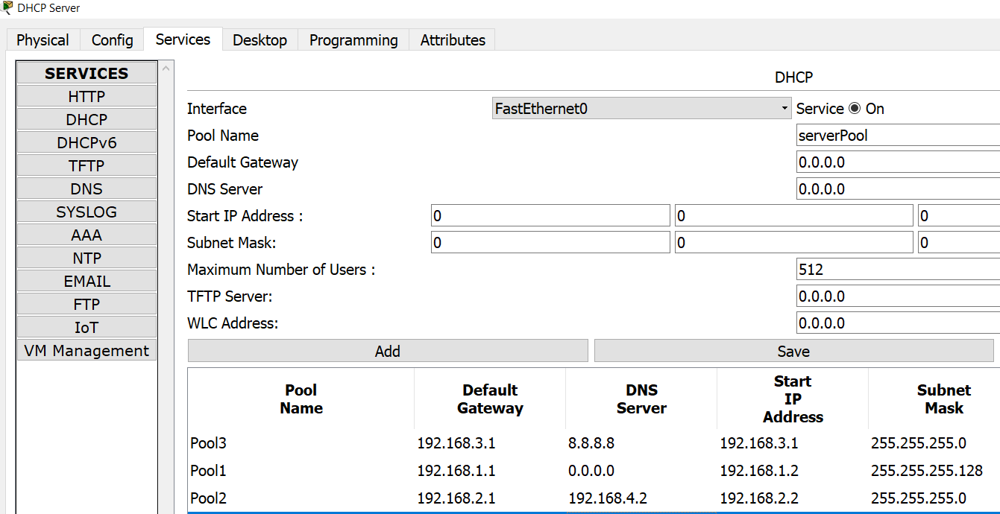 DHCP Server
Physical Config Services Desktop Programming Attributes
SERVICES
HTTP
DHCP
DHCPv6
TFTP
DNS
SYSLOG
AAA
NTP
EMAIL
FTP
IoT
VM Management
DHCP
Interface FastEthernet0 Service On
Pool Name serverPool
Default Gateway 0.0.0.0
DNS Server 0.0.0.0
Start IP Address : 0 0 0
Subnet Mask: 0 0 0
Maximum Number of Users : 512
TFTP Server: 0.0.0.0
WLC Address: 0.0.0.0
Add Save
Pool Name Default Gateway DNS Server Start IP Address Subnet Mask
Pool3 192.168.3.1 8.8.8.8 192.168.3.1 255.255.255.0
Pool1 192.168.1.1 0.0.0.0 192.168.1.2 255.255.255.128
Pool2 192.168.2.1 192.168.4.2 192.168.2.2 255.255.255.0